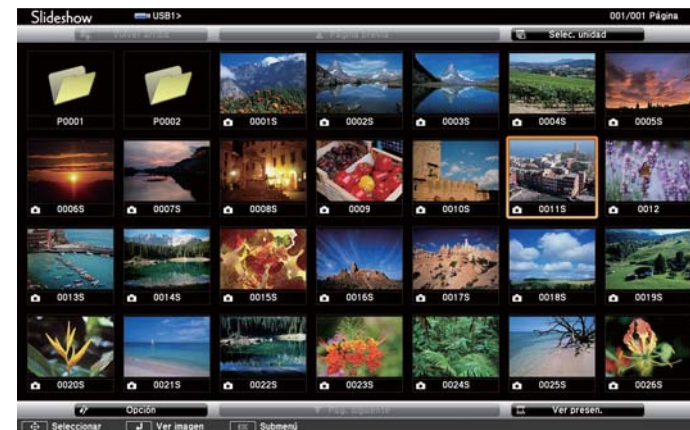 Slideshow USB1> 001/001 Página
Volver arriba Página previa Selec. unidad
P0001 P0002 0001S 0002S 0003S 0004S 0005S
0006S 0007S 0008S 0009 0010S 0011S 0012
0013S 0014S 0015S 0016S 0017S 0018S 0019S
0020S 0021S 0022S 0023S 0024S 0025S 0026S
Opción Pág. siguiente Ver presen.
Seleccionar Ver imagen Submenú